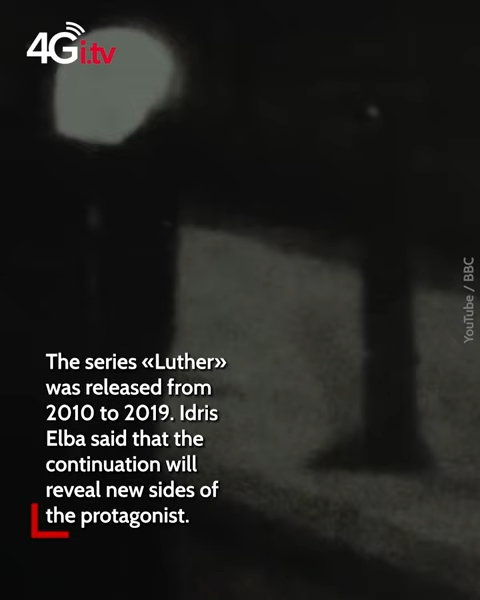 4Gi.tv
YouTube / BBC
The series «Luther»
was released from
2010 to 2019. Idris
Elba said that the
continuation will
reveal new sides of
the protagonist.